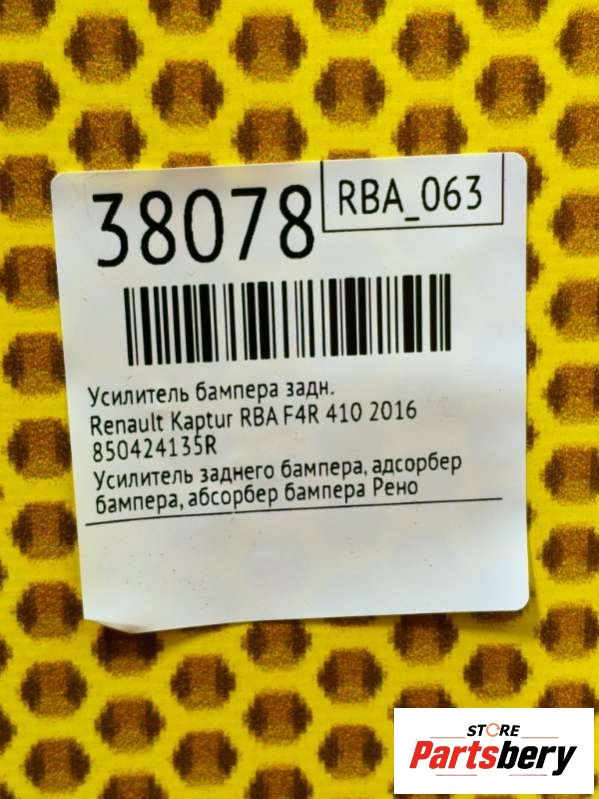 38078
RBA_063
Усилитель бампера задн.
Renault Kaptur RBA F4R 410 2016
850424135R
Усилитель заднего бампера, адсорбер
бампера, абсорбер бампера Рено
STORE
Partsbery